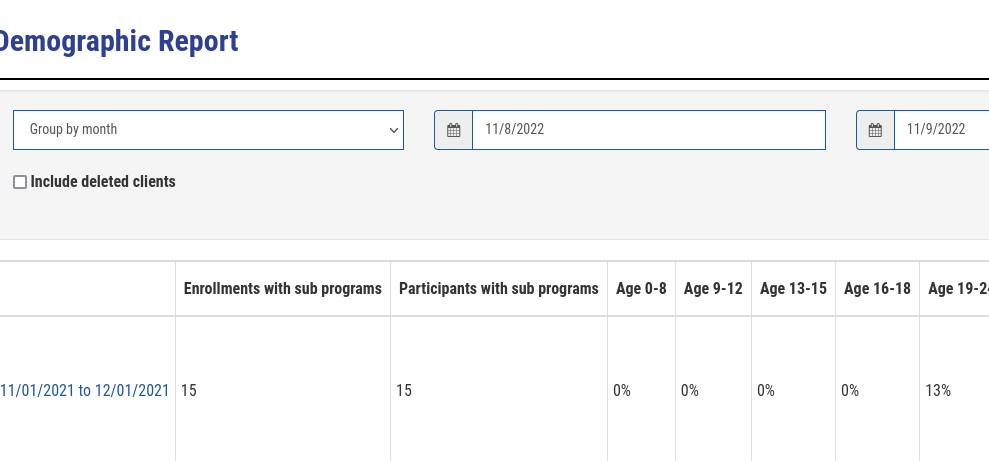 Demographic Report
Group by month
11/8/2022
11/9/2022
Include deleted clients
Enrollments with sub programs
Participants with sub programs
Age 0-8
Age 9-12
Age 13-15
Age 16-18
Age 19-2
11/01/2021 to 12/01/2021
15
15
0%
0%
0%
0%
13%